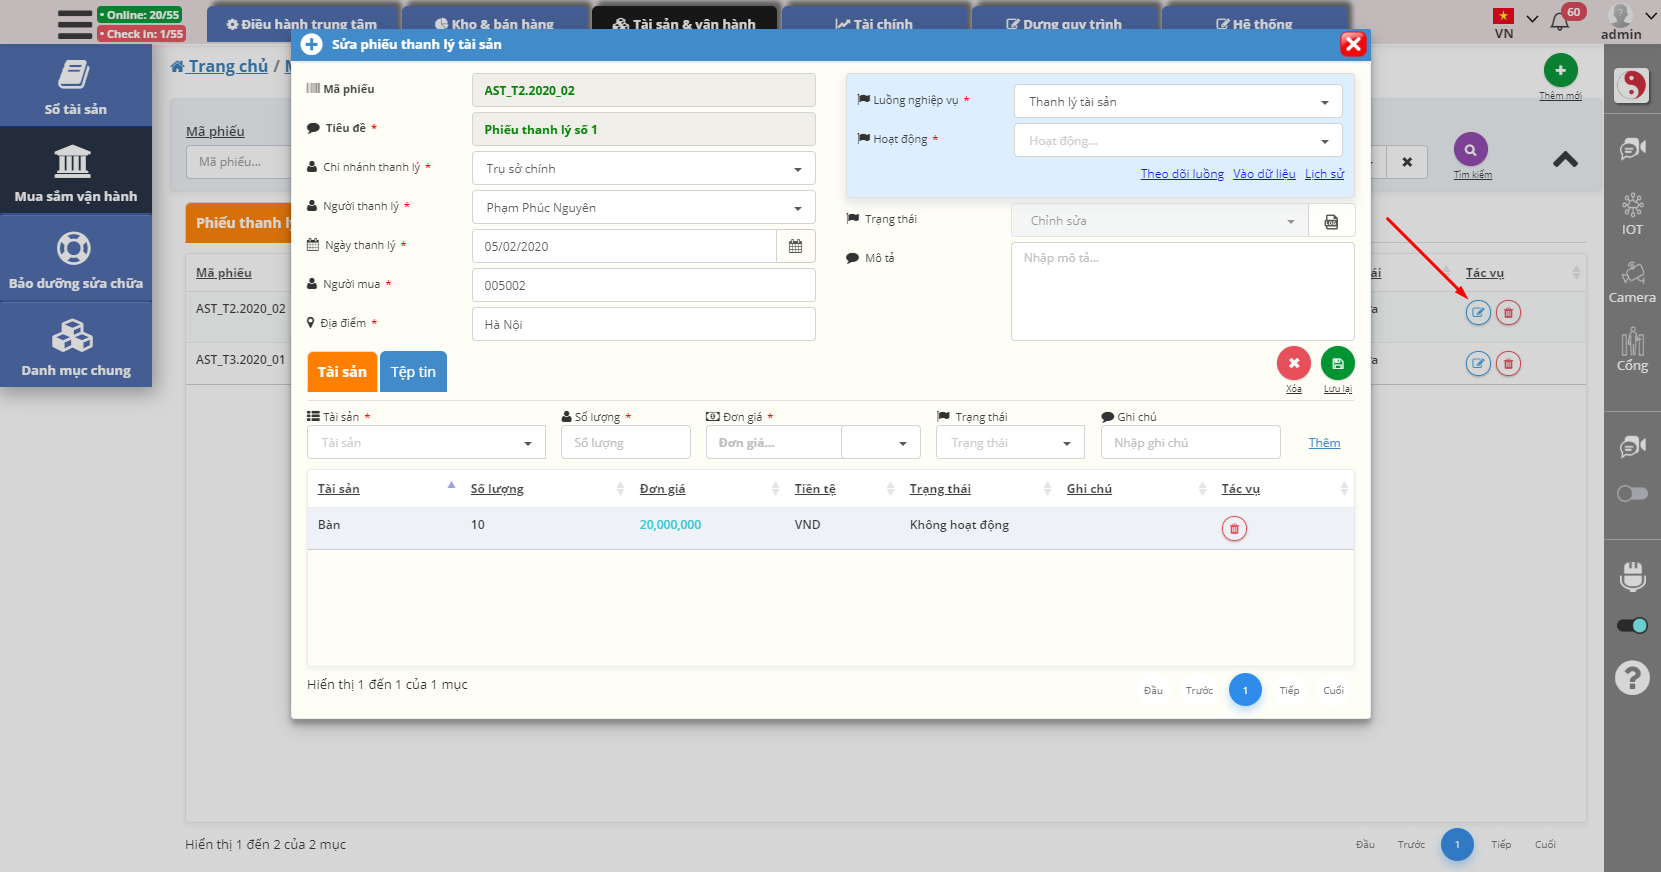 Online: 20/55
Check in: 1/55
Điều hành trung tâm
Kho & bán hàng
Tài sản & vận hành
Tài chính
Dựng quy trình
Hệ thống
VN
60
admin
Sổ tài sản
Mua sắm vận hành
Bảo dưỡng sửa chữa
Danh mục chung
Trang chủ /
Thêm mới
Mã phiếu
Mã phiếu...
Tìm kiếm
Phiếu thanh lý
Mã phiếu
Tác vụ
AST_T2.2020_02
AST_T3.2020_01
Hiển thị 1 đến 2 của 2 mục
Đầu
Trước
1
Tiếp
Cuối
IOT
Camera
Cổng
Sửa phiếu thanh lý tài sản
Mã phiếu
AST_T2.2020_02
Tiêu đề *
Phiếu thanh lý số 1
Chi nhánh thanh lý *
Trụ sở chính
Người thanh lý *
Phạm Phúc Nguyên
Ngày thanh lý *
05/02/2020
Người mua *
005002
Địa điểm *
Hà Nội
Luồng nghiệp vụ *
Thanh lý tài sản
Hoạt động *
Hoạt động...
Theo dõi luồng
Vào dữ liệu
Lịch sử
Trạng thái
Chỉnh sửa
LOG
Mô tả
Nhập mô tả...
Tài sản
Tệp tin
Xóa
Lưu lại
Tài sản *
Số lượng *
Đơn giá *
Trạng thái
Ghi chú
Tài sản
Số lượng
Đơn giá...
Trạng thái
Nhập ghi chú
Thêm
Tài sản
Số lượng
Đơn giá
Tiền tệ
Trạng thái
Ghi chú
Tác vụ
Bàn
10
20,000,000
VND
Không hoạt động
Hiển thị 1 đến 1 của 1 mục
Đầu
Trước
1
Tiếp
Cuối